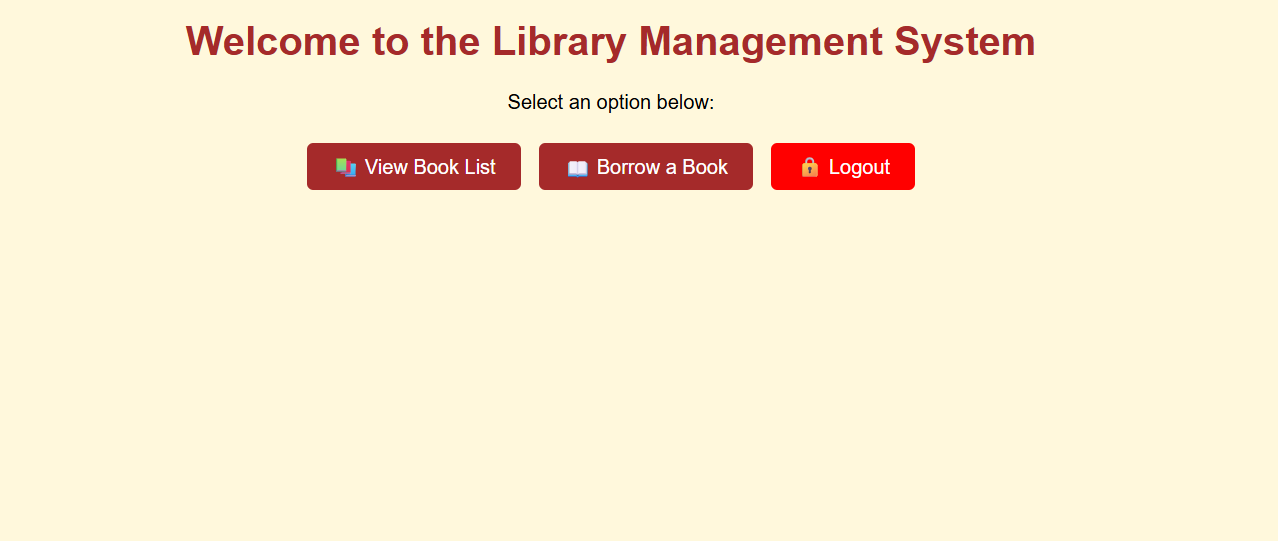 Welcome to the Library Management System
Select an option below:
📚 View Book List 📖 Borrow a Book 🔒 Logout